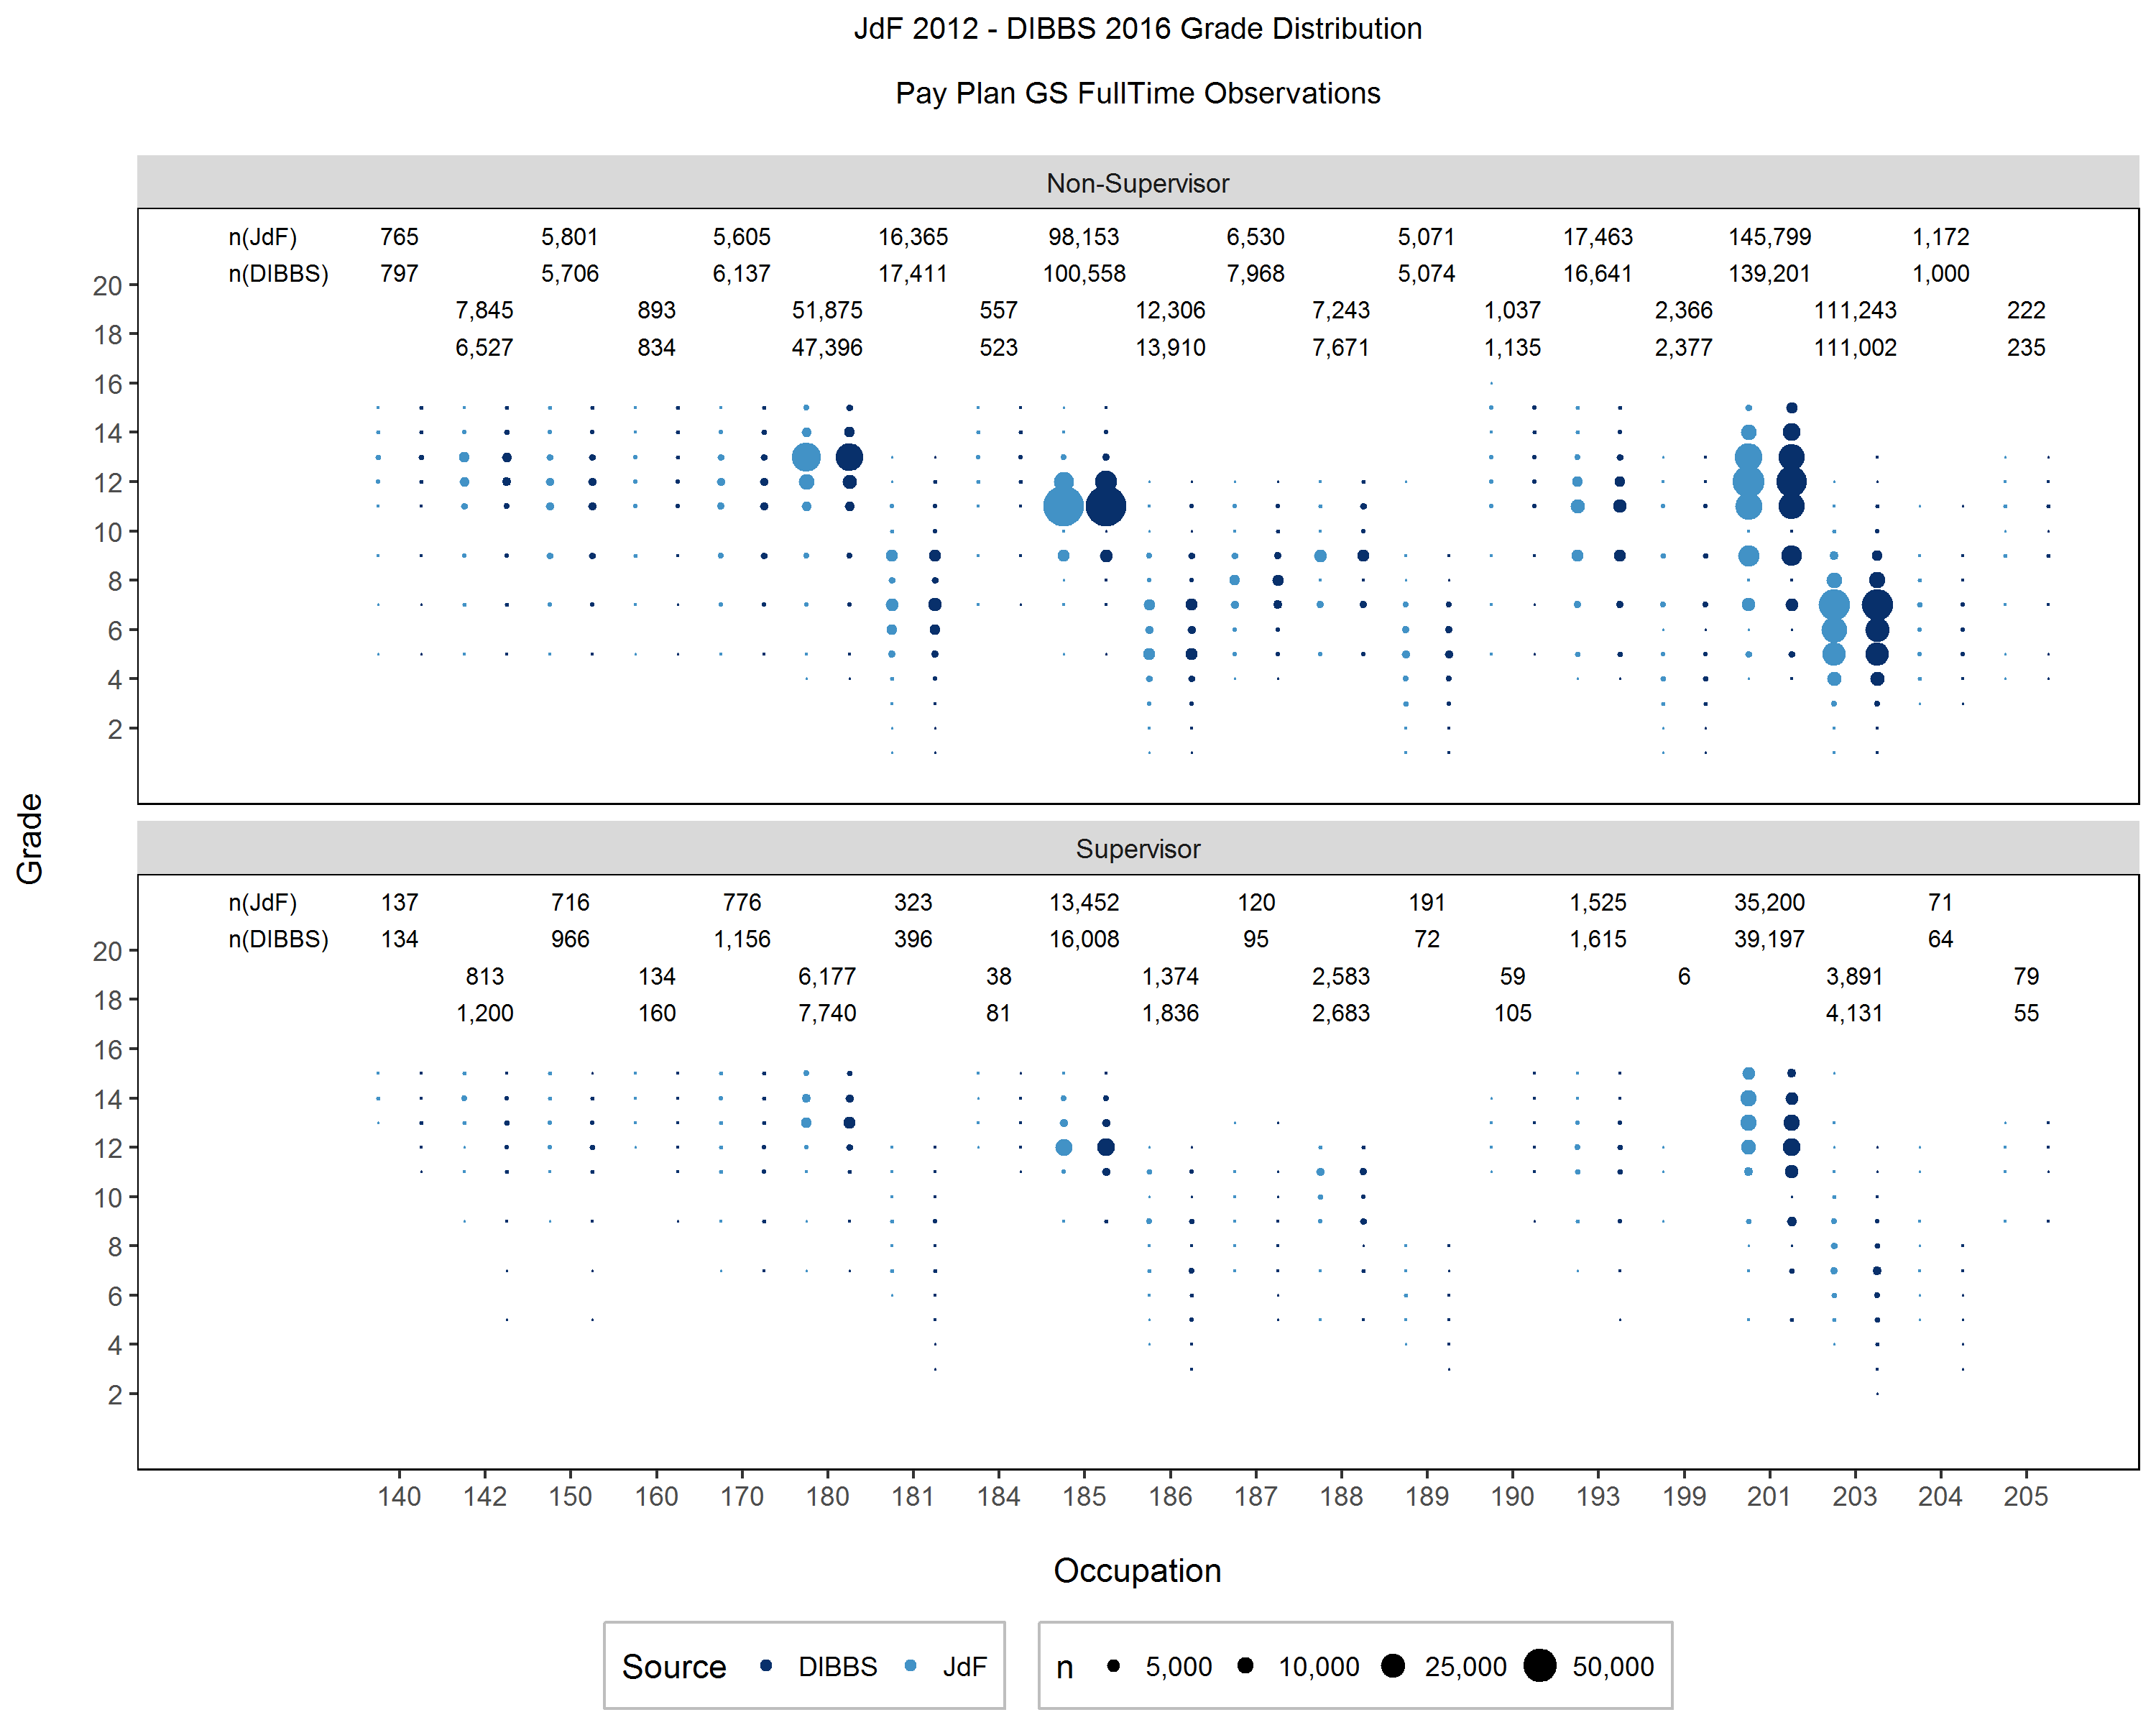 JdF 2012 - DIBBS 2016 Grade Distribution
Pay Plan GS FullTime Observations
Non-Supervisor
n(JdF) 765 5,801 5,605 16,365 98,153 6,530 5,071 17,463 145,799 1,172
n(DIBBS) 797 5,706 6,137 17,411 100,558 7,968 5,074 16,641 139,201 1,000
20
7,845 893 51,875 557 12,306 7,243 1,037 2,366 111,243 222
18
6,527 834 47,396 523 13,910 7,671 1,135 2,377 111,002 235
16
14
12
10
8
6
4
2
Grade
Supervisor
n(JdF) 137 716 776 323 13,452 120 191 1,525 35,200 71
n(DIBBS) 134 966 1,156 396 16,008 95 72 1,615 39,197 64
20
813 134 6,177 38 1,374 2,583 59 6 3,891 79
18
1,200 160 7,740 81 1,836 2,683 105 4,131 55
16
14
12
10
8
6
4
2
140 142 150 160 170 180 181 184 185 186 187 188 189 190 193 199 201 203 204 205
Occupation
Source DIBBS JdF n 5,000 10,000 25,000 50,000